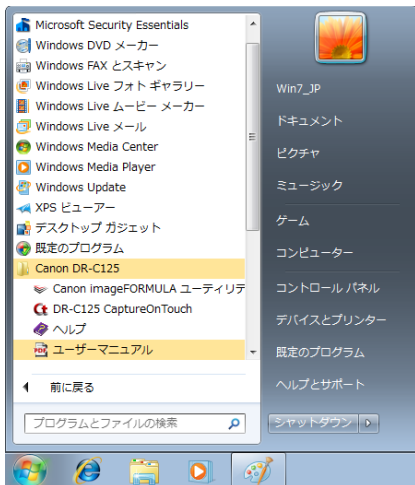 Microsoft Security Essentials
Windows DVD メーカー
Windows FAX とスキャン
Windows Live フォト ギャラリー
Windows Live ムービー メーカー
Windows Live メール
Windows Media Center
Windows Media Player
Windows Update
XPS ビューアー
デスクトップ ガジェット
既定のプログラム
Canon DR-C125
Canon imageFORMULA ユーティリテ
DR-C125 CaptureOnTouch
ヘルプ
ユーザーマニュアル
前に戻る
プログラムとファイルの検索
Win7_JP
ドキュメント
ピクチャ
ミュージック
ゲーム
コンピューター
コントロール パネル
デバイスとプリンター
既定のプログラム
ヘルプとサポート
シャットダウン